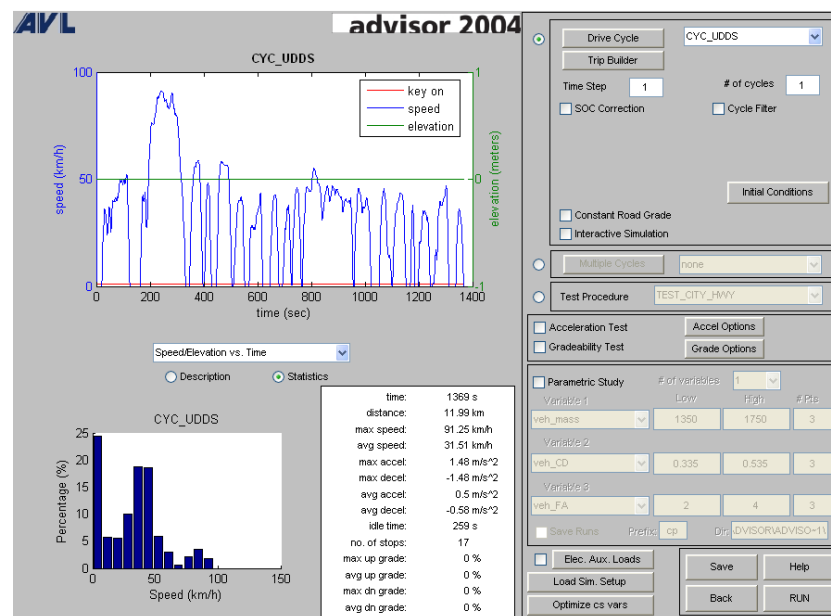 AVL
advisor 2004
CYC_UDDS
100
50
0
speed (km/h)
key on
speed
elevation
1
0
-1
elevation (meters)
0 200 400 600 800 1000 1200 1400
time (sec)
Speed/Elevation vs. Time
Description Statistics
CYC_UDDS
25
20
15
10
5
0
Percentage (%)
0 50 100 150
Speed (km/h)
time: 1369 s
distance: 11.99 km
max speed: 91.25 km/h
avg speed: 31.51 km/h
max accel: 1.48 m/s^2
max decel: -1.48 m/s^2
avg accel: 0.5 m/s^2
avg decel: -0.58 m/s^2
idle time: 259 s
no. of stops: 17
max up grade: 0 %
avg up grade: 0 %
max dn grade: 0 %
avg dn grade: 0 %
Drive Cycle CYC_UDDS
Trip Builder
Time Step 1 # of cycles 1
SOC Correction Cycle Filter
Initial Conditions
Constant Road Grade
Interactive Simulation
Multiple Cycles none
Test Procedure TEST_CITY_HWY
Acceleration Test Accel Options
Gradeability Test Grade Options
Parametric Study # of variables 1
Variable 1 Low High # Pts
veh_mass 1350 1750 3
Variable 2
veh_CD 0.335 0.535 3
Variable 3
veh_FA 2 4 3
Save Runs Prefix: cp Dir: \DVISOR\ADVISO~1\
Elec. Aux. Loads
Load Sim. Setup
Optimize cs vars
Save Help
Back RUN